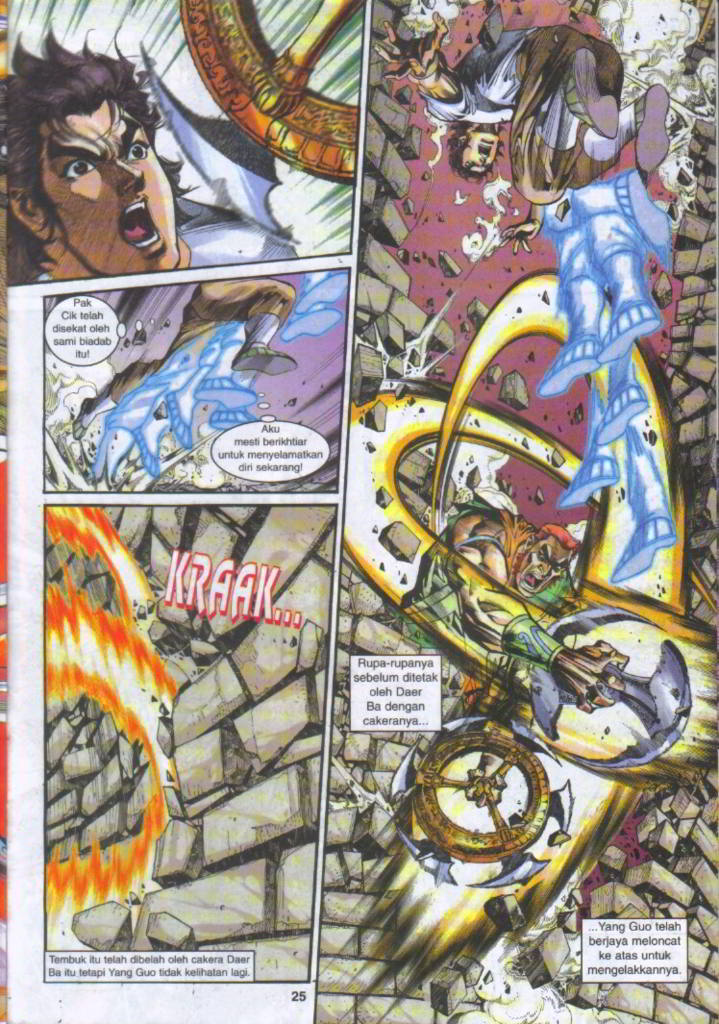 Pak
Cik telah
disekat oleh
sami biadab
itu!
Aku
mesti berikhtiar
untuk menyelamatkan
diri sekarang!
KRAAK...
Tembuk itu telah dibelah oleh cakera Daer
Ba itu tetapi Yang Guo tidak kelihatan lagi.
Rupa-rupanya
sebelum ditetak
oleh Daer
Ba dengan
cakeranya...
...Yang Guo telah
berjaya meloncat
ke atas untuk
mengelakkannya.
25